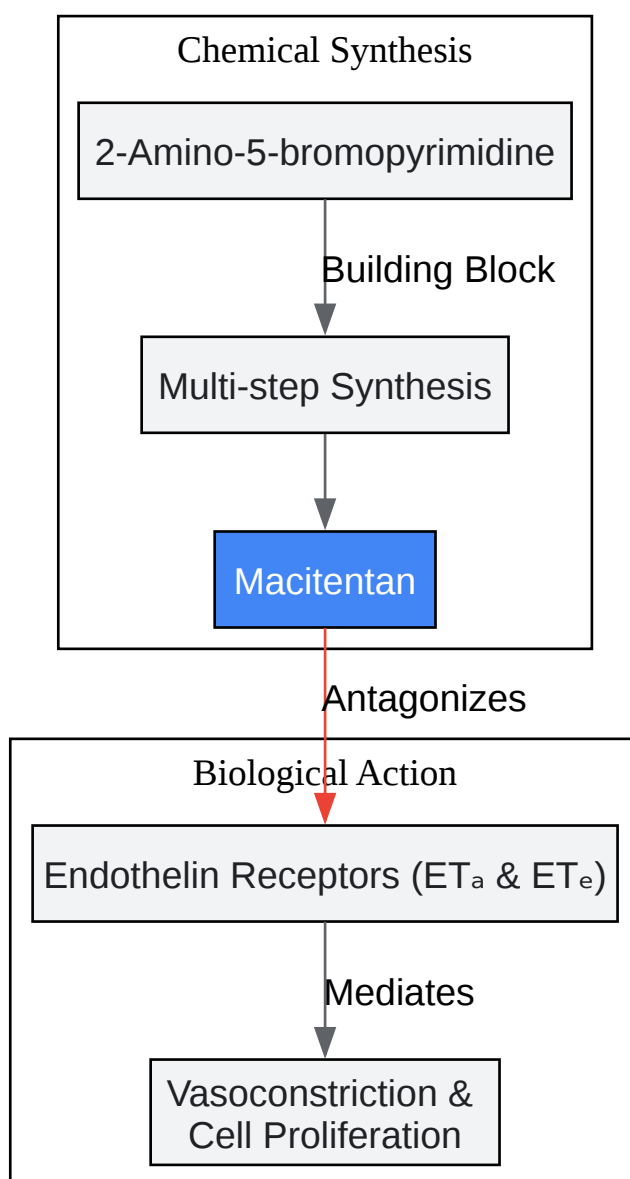 Chemical Synthesis
2-Amino-5-bromopyrimidine
Building Block
Multi-step Synthesis
Macitentan
Antagonizes
Biological Action
Endothelin Receptors (ETₐ & ETₑ)
Mediates
Vasoconstriction &
Cell Proliferation